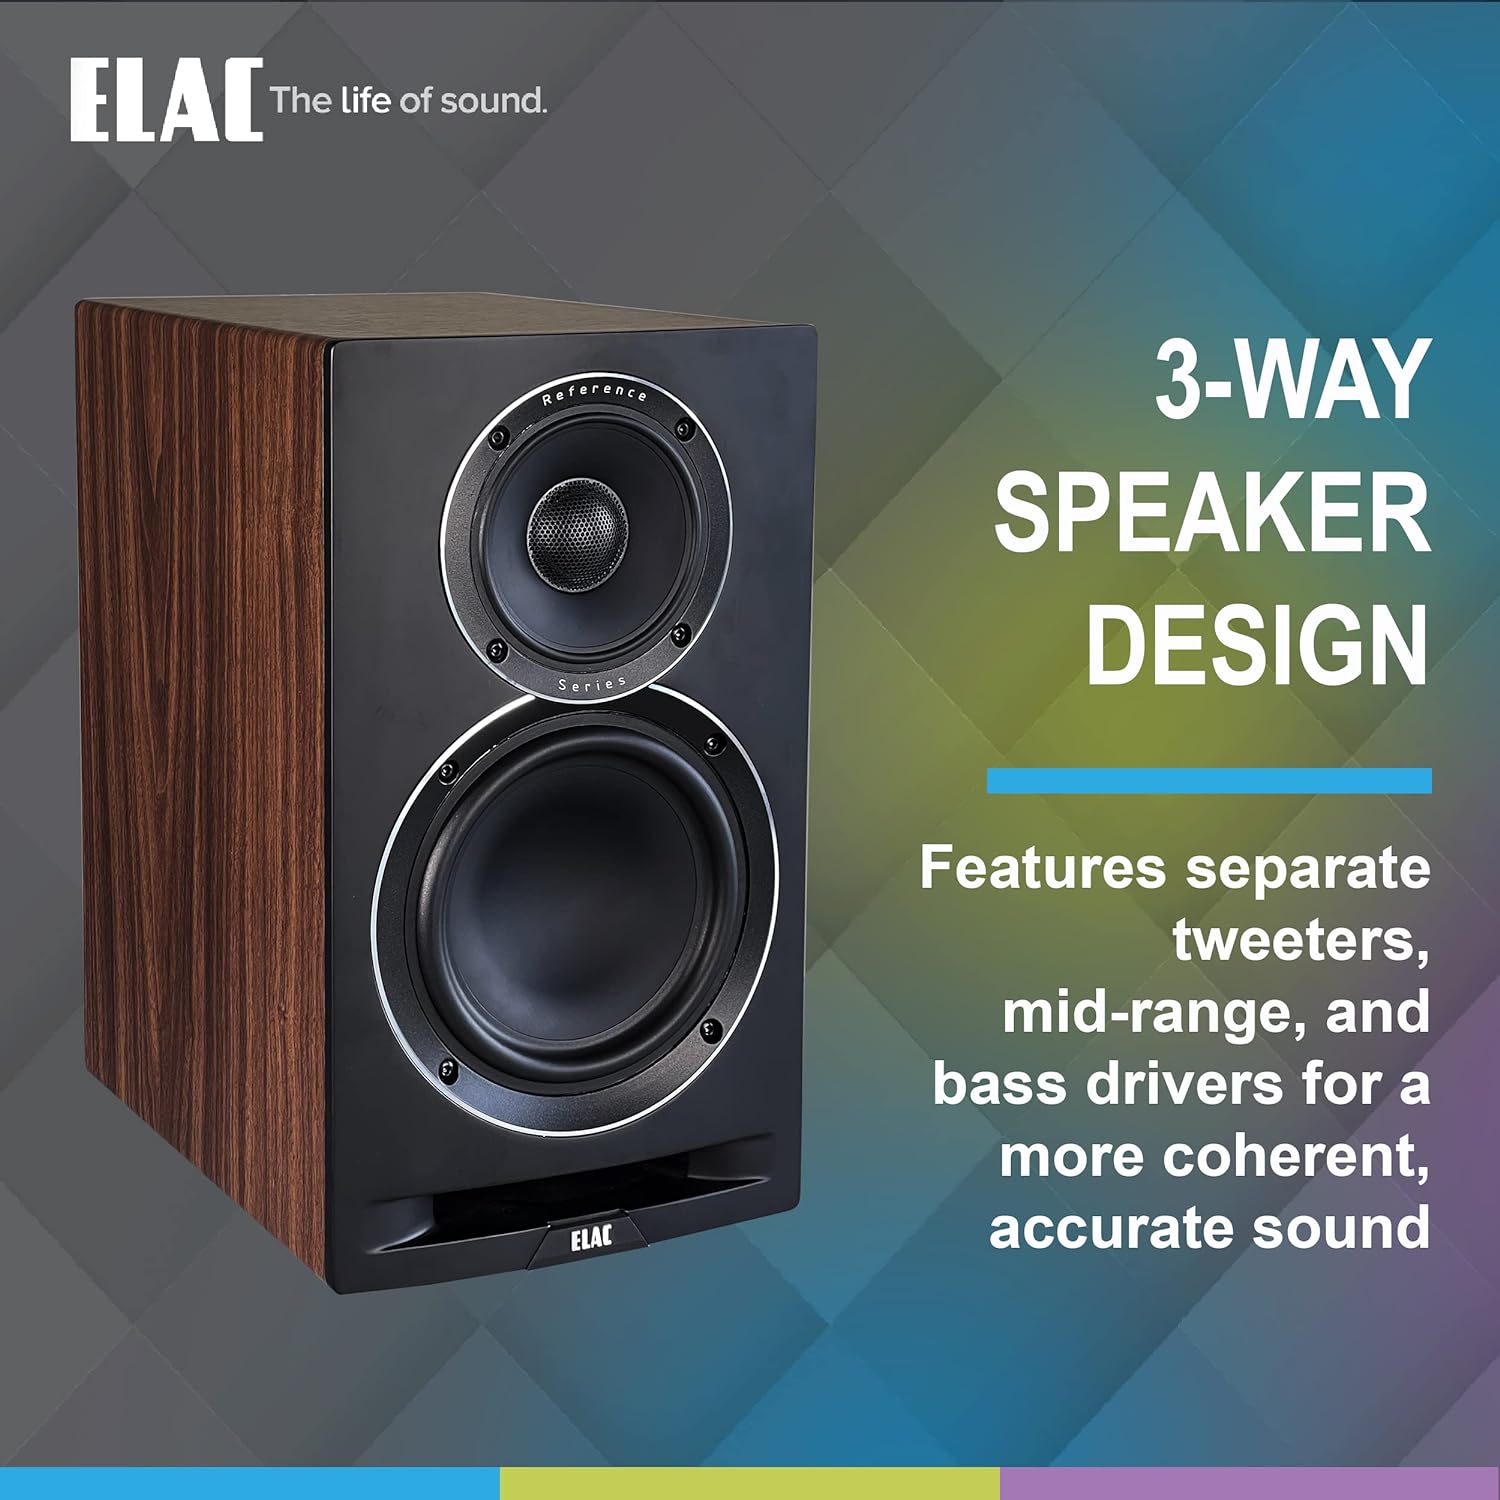 ELAC The life of sound.
Reference
Series
ELAC
3-WAY
SPEAKER
DESIGN
Features separate
tweeters,
mid-range, and
bass drivers for a
more coherent,
accurate sound